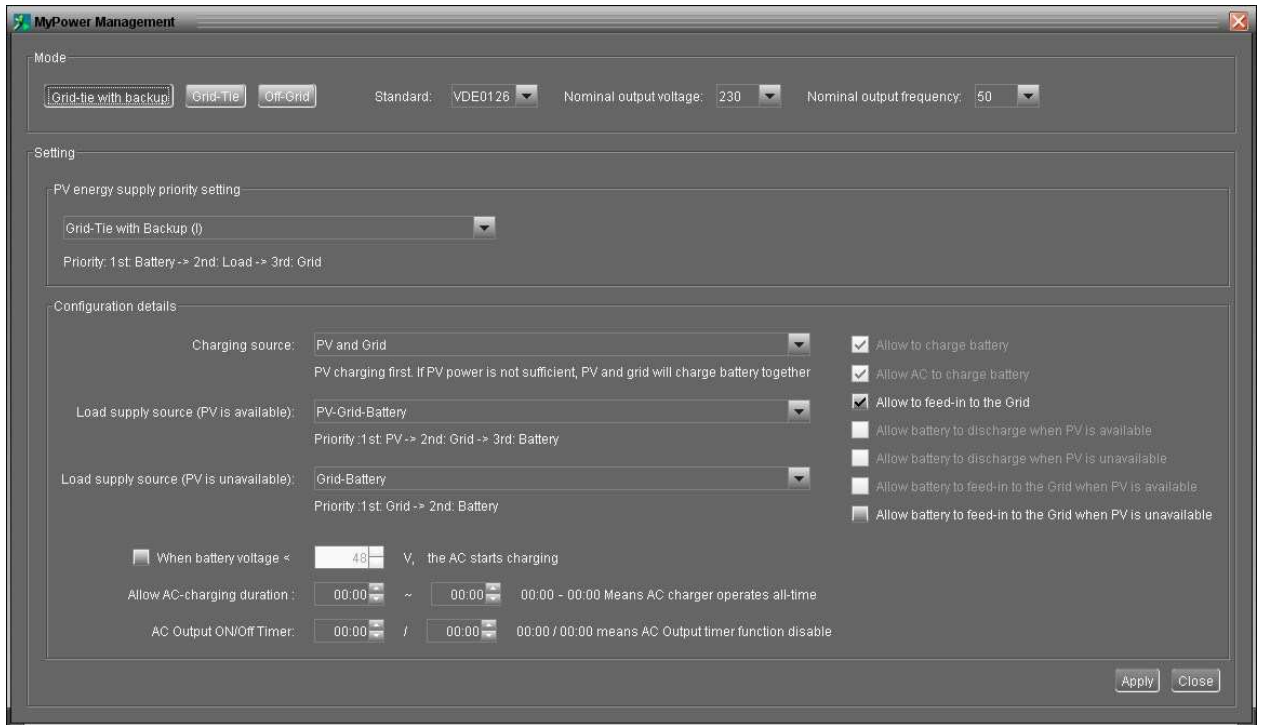 MyPower Management
Mode
Grid-tie with backup Grid-Tie Off-Grid Standard: VDE0126 Nominal output voltage: 230 Nominal output frequency: 50
Setting
PV energy supply priority setting
Grid-Tie with Backup (I)
Priority: 1st: Battery -> 2nd: Load -> 3rd: Grid
Configuration details
Charging source: PV and Grid
PV charging first. If PV power is not sufficient, PV and grid will charge battery together
Load supply source (PV is available): PV-Grid-Battery
Priority :1st: PV -> 2nd: Grid -> 3rd: Battery
Load supply source (PV is unavailable): Grid-Battery
Priority :1st: Grid -> 2nd: Battery
Allow to charge battery
Allow AC to charge battery
Allow to feed-in to the Grid
Allow battery to discharge when PV is available
Allow battery to discharge when PV is unavailable
Allow battery to feed-in to the Grid when PV is available
Allow battery to feed-in to the Grid when PV is unavailable
When battery voltage < 48 V, the AC starts charging
Allow AC-charging duration : 00:00 ~ 00:00 00:00 - 00:00 Means AC charger operates all-time
AC Output ON/Off Timer: 00:00 / 00:00 00:00 / 00:00 means AC Output timer function disable
Apply Close